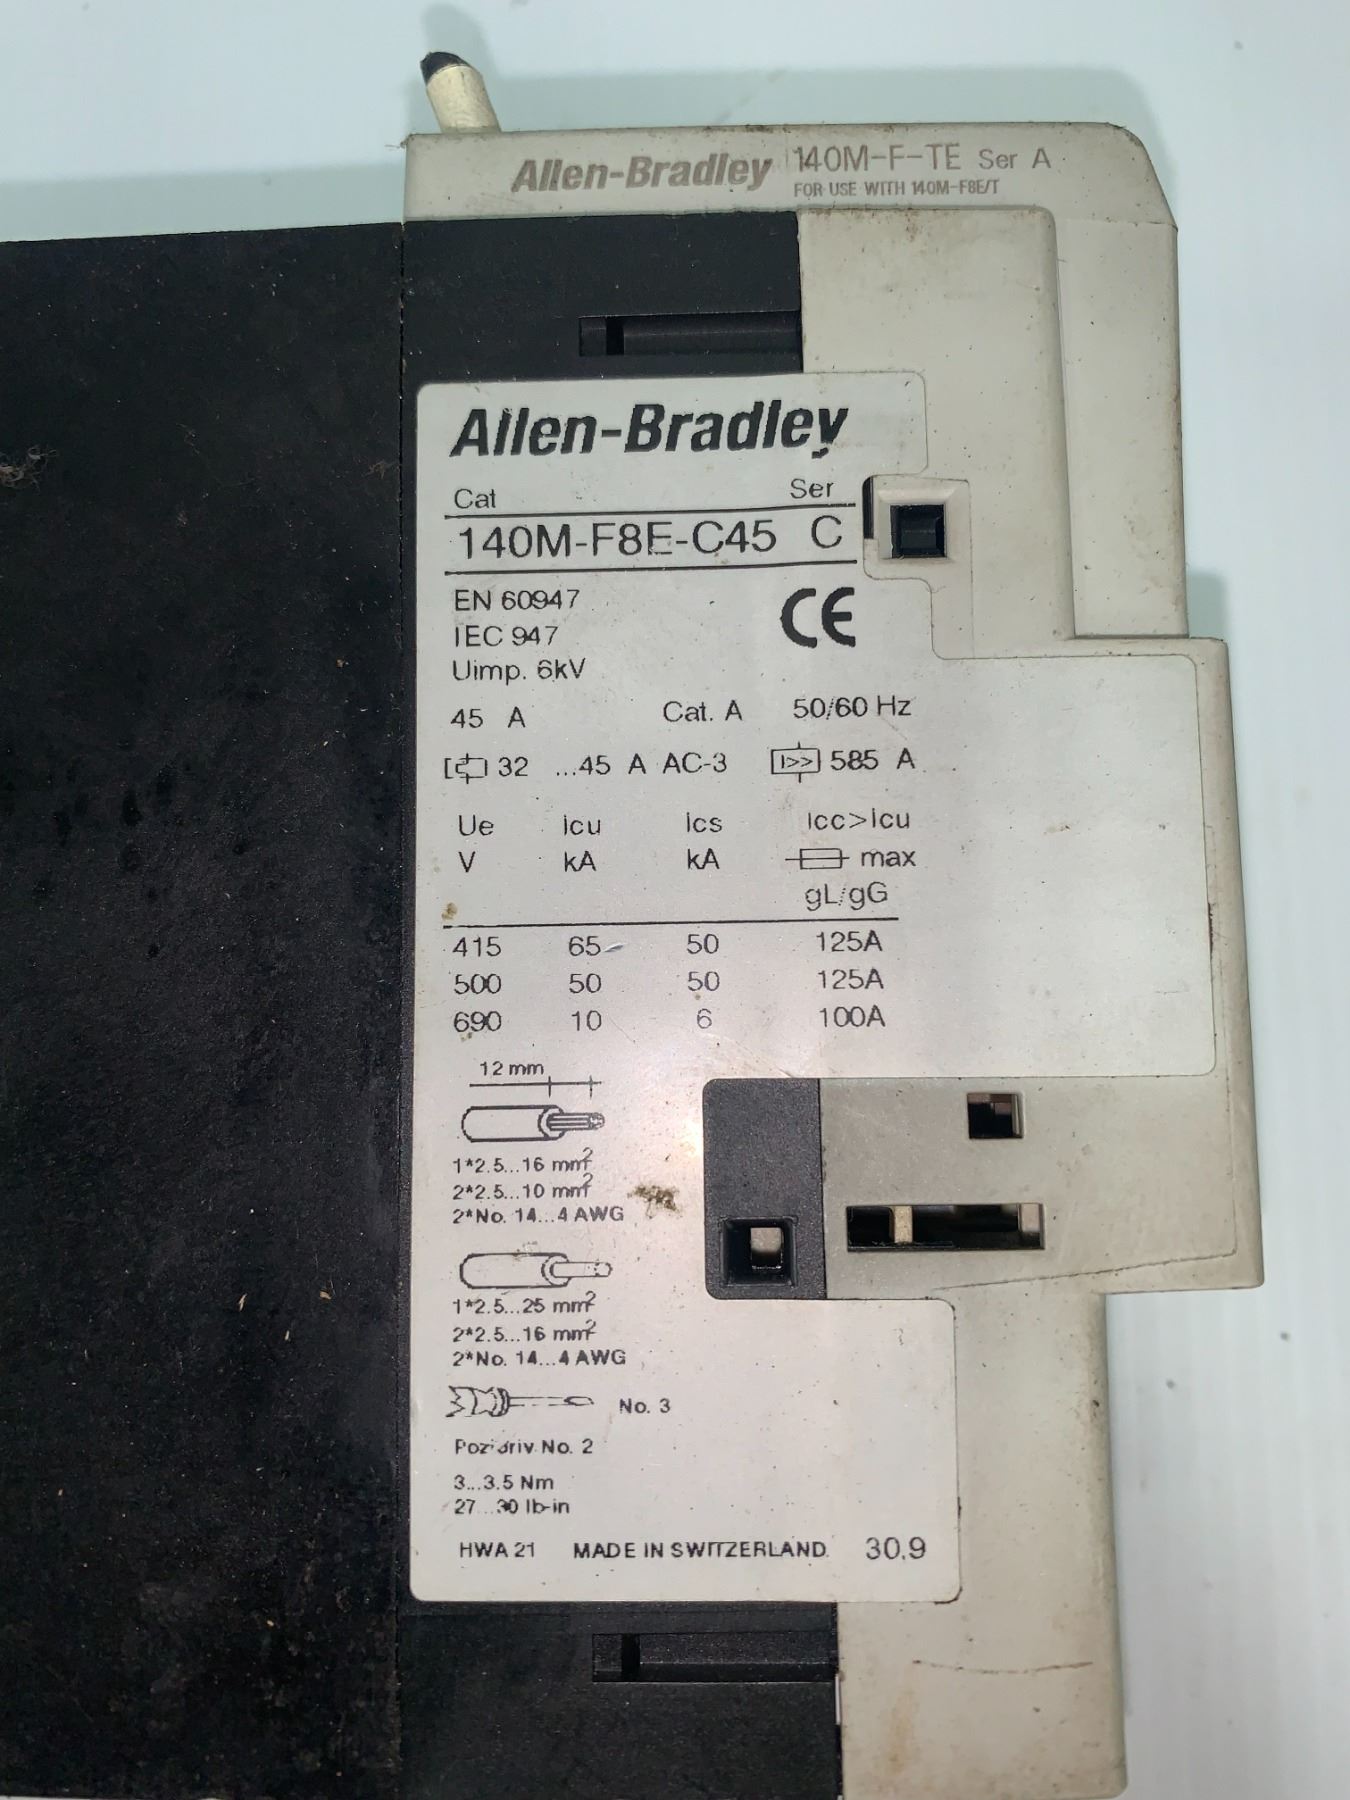 Allen-Bradley 140M-F-TE Ser A
FOR USE WITH 140M-F8E/T
Allen-Bradley
Cat Ser
140M-F8E-C45 C
EN 60947 CE
IEC 947
Uimp. 6kV
45 A Cat. A 50/60 Hz
32 ...45 A AC-3 I>> 585 A
Ue Icu Ics Icc>Icu
V kA kA max
gL/gG
415 65 50 125A
500 50 50 125A
690 10 6 100A
12 mm
1*2.5...16 mm²
2*2.5...10 mm²
2*No. 14...4 AWG
1*2.5...25 mm²
2*2.5...16 mm²
2*No. 14...4 AWG
No. 3
Pozidriv No. 2
3...3.5 Nm
27...30 lb-in
HWA 21 MADE IN SWITZERLAND. 30.9